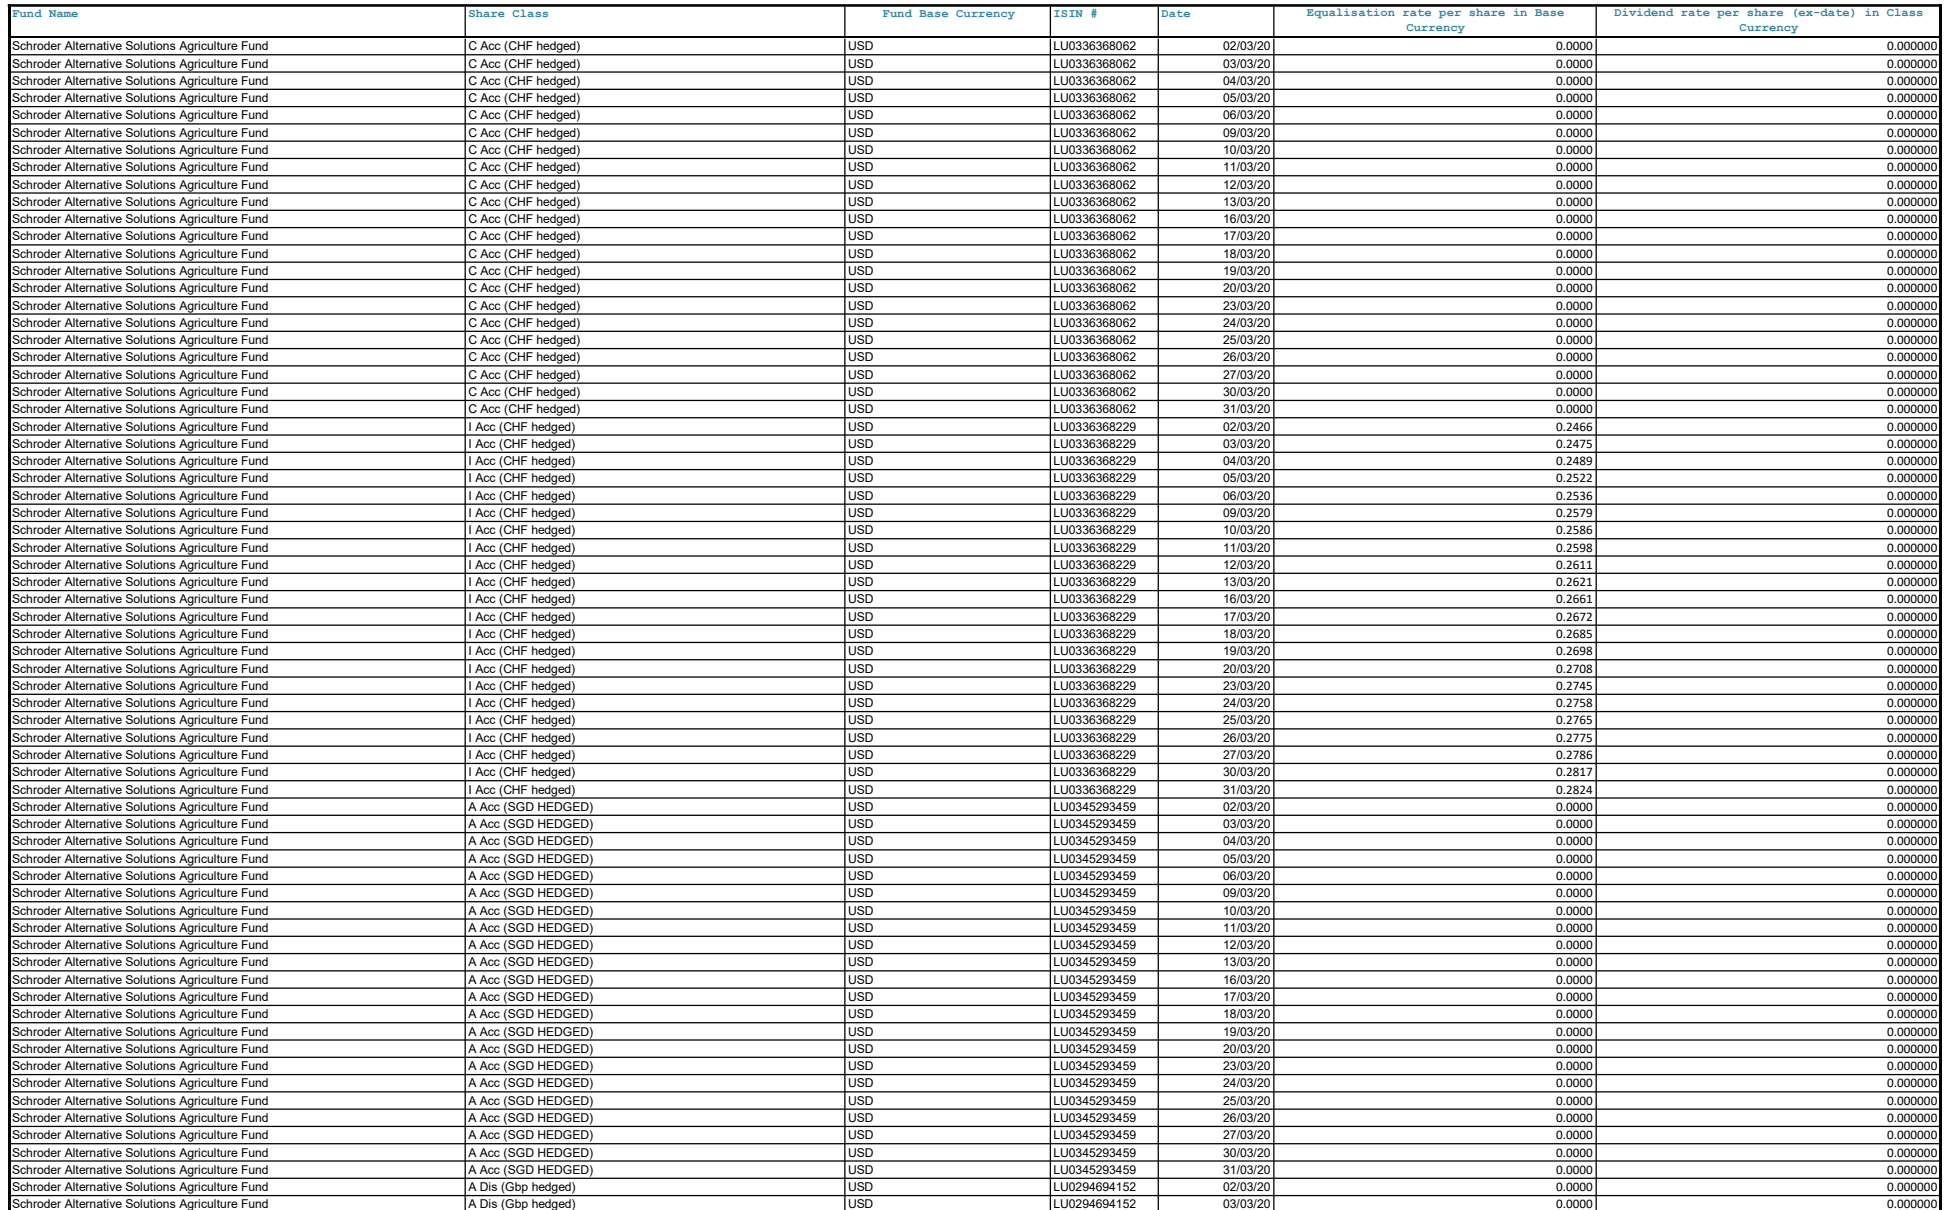 Fund Name Share Class Fund Base Currency ISIN # Date Equalisation rate per share in Base Currency Dividend rate per share (ex-date) in Class Currency
Schroder Alternative Solutions Agriculture Fund C Acc (CHF hedged) USD LU0336368062 02/03/20 0.0000 0.000000
Schroder Alternative Solutions Agriculture Fund C Acc (CHF hedged) USD LU0336368062 03/03/20 0.0000 0.000000
Schroder Alternative Solutions Agriculture Fund C Acc (CHF hedged) USD LU0336368062 04/03/20 0.0000 0.000000
Schroder Alternative Solutions Agriculture Fund C Acc (CHF hedged) USD LU0336368062 05/03/20 0.0000 0.000000
Schroder Alternative Solutions Agriculture Fund C Acc (CHF hedged) USD LU0336368062 06/03/20 0.0000 0.000000
Schroder Alternative Solutions Agriculture Fund C Acc (CHF hedged) USD LU0336368062 09/03/20 0.0000 0.000000
Schroder Alternative Solutions Agriculture Fund C Acc (CHF hedged) USD LU0336368062 10/03/20 0.0000 0.000000
Schroder Alternative Solutions Agriculture Fund C Acc (CHF hedged) USD LU0336368062 11/03/20 0.0000 0.000000
Schroder Alternative Solutions Agriculture Fund C Acc (CHF hedged) USD LU0336368062 12/03/20 0.0000 0.000000
Schroder Alternative Solutions Agriculture Fund C Acc (CHF hedged) USD LU0336368062 13/03/20 0.0000 0.000000
Schroder Alternative Solutions Agriculture Fund C Acc (CHF hedged) USD LU0336368062 16/03/20 0.0000 0.000000
Schroder Alternative Solutions Agriculture Fund C Acc (CHF hedged) USD LU0336368062 17/03/20 0.0000 0.000000
Schroder Alternative Solutions Agriculture Fund C Acc (CHF hedged) USD LU0336368062 18/03/20 0.0000 0.000000
Schroder Alternative Solutions Agriculture Fund C Acc (CHF hedged) USD LU0336368062 19/03/20 0.0000 0.000000
Schroder Alternative Solutions Agriculture Fund C Acc (CHF hedged) USD LU0336368062 20/03/20 0.0000 0.000000
Schroder Alternative Solutions Agriculture Fund C Acc (CHF hedged) USD LU0336368062 23/03/20 0.0000 0.000000
Schroder Alternative Solutions Agriculture Fund C Acc (CHF hedged) USD LU0336368062 24/03/20 0.0000 0.000000
Schroder Alternative Solutions Agriculture Fund C Acc (CHF hedged) USD LU0336368062 25/03/20 0.0000 0.000000
Schroder Alternative Solutions Agriculture Fund C Acc (CHF hedged) USD LU0336368062 26/03/20 0.0000 0.000000
Schroder Alternative Solutions Agriculture Fund C Acc (CHF hedged) USD LU0336368062 27/03/20 0.0000 0.000000
Schroder Alternative Solutions Agriculture Fund C Acc (CHF hedged) USD LU0336368062 30/03/20 0.0000 0.000000
Schroder Alternative Solutions Agriculture Fund C Acc (CHF hedged) USD LU0336368062 31/03/20 0.0000 0.000000
Schroder Alternative Solutions Agriculture Fund I Acc (CHF hedged) USD LU0336368229 02/03/20 0.2466 0.000000
Schroder Alternative Solutions Agriculture Fund I Acc (CHF hedged) USD LU0336368229 03/03/20 0.2475 0.000000
Schroder Alternative Solutions Agriculture Fund I Acc (CHF hedged) USD LU0336368229 04/03/20 0.2489 0.000000
Schroder Alternative Solutions Agriculture Fund I Acc (CHF hedged) USD LU0336368229 05/03/20 0.2522 0.000000
Schroder Alternative Solutions Agriculture Fund I Acc (CHF hedged) USD LU0336368229 06/03/20 0.2536 0.000000
Schroder Alternative Solutions Agriculture Fund I Acc (CHF hedged) USD LU0336368229 09/03/20 0.2579 0.000000
Schroder Alternative Solutions Agriculture Fund I Acc (CHF hedged) USD LU0336368229 10/03/20 0.2586 0.000000
Schroder Alternative Solutions Agriculture Fund I Acc (CHF hedged) USD LU0336368229 11/03/20 0.2598 0.000000
Schroder Alternative Solutions Agriculture Fund I Acc (CHF hedged) USD LU0336368229 12/03/20 0.2611 0.000000
Schroder Alternative Solutions Agriculture Fund I Acc (CHF hedged) USD LU0336368229 13/03/20 0.2621 0.000000
Schroder Alternative Solutions Agriculture Fund I Acc (CHF hedged) USD LU0336368229 16/03/20 0.2661 0.000000
Schroder Alternative Solutions Agriculture Fund I Acc (CHF hedged) USD LU0336368229 17/03/20 0.2672 0.000000
Schroder Alternative Solutions Agriculture Fund I Acc (CHF hedged) USD LU0336368229 18/03/20 0.2685 0.000000
Schroder Alternative Solutions Agriculture Fund I Acc (CHF hedged) USD LU0336368229 19/03/20 0.2698 0.000000
Schroder Alternative Solutions Agriculture Fund I Acc (CHF hedged) USD LU0336368229 20/03/20 0.2708 0.000000
Schroder Alternative Solutions Agriculture Fund I Acc (CHF hedged) USD LU0336368229 23/03/20 0.2745 0.000000
Schroder Alternative Solutions Agriculture Fund I Acc (CHF hedged) USD LU0336368229 24/03/20 0.2758 0.000000
Schroder Alternative Solutions Agriculture Fund I Acc (CHF hedged) USD LU0336368229 25/03/20 0.2765 0.000000
Schroder Alternative Solutions Agriculture Fund I Acc (CHF hedged) USD LU0336368229 26/03/20 0.2775 0.000000
Schroder Alternative Solutions Agriculture Fund I Acc (CHF hedged) USD LU0336368229 27/03/20 0.2786 0.000000
Schroder Alternative Solutions Agriculture Fund I Acc (CHF hedged) USD LU0336368229 30/03/20 0.2817 0.000000
Schroder Alternative Solutions Agriculture Fund I Acc (CHF hedged) USD LU0336368229 31/03/20 0.2824 0.000000
Schroder Alternative Solutions Agriculture Fund A Acc (SGD HEDGED) USD LU0345293459 02/03/20 0.0000 0.000000
Schroder Alternative Solutions Agriculture Fund A Acc (SGD HEDGED) USD LU0345293459 03/03/20 0.0000 0.000000
Schroder Alternative Solutions Agriculture Fund A Acc (SGD HEDGED) USD LU0345293459 04/03/20 0.0000 0.000000
Schroder Alternative Solutions Agriculture Fund A Acc (SGD HEDGED) USD LU0345293459 05/03/20 0.0000 0.000000
Schroder Alternative Solutions Agriculture Fund A Acc (SGD HEDGED) USD LU0345293459 06/03/20 0.0000 0.000000
Schroder Alternative Solutions Agriculture Fund A Acc (SGD HEDGED) USD LU0345293459 09/03/20 0.0000 0.000000
Schroder Alternative Solutions Agriculture Fund A Acc (SGD HEDGED) USD LU0345293459 10/03/20 0.0000 0.000000
Schroder Alternative Solutions Agriculture Fund A Acc (SGD HEDGED) USD LU0345293459 11/03/20 0.0000 0.000000
Schroder Alternative Solutions Agriculture Fund A Acc (SGD HEDGED) USD LU0345293459 12/03/20 0.0000 0.000000
Schroder Alternative Solutions Agriculture Fund A Acc (SGD HEDGED) USD LU0345293459 13/03/20 0.0000 0.000000
Schroder Alternative Solutions Agriculture Fund A Acc (SGD HEDGED) USD LU0345293459 16/03/20 0.0000 0.000000
Schroder Alternative Solutions Agriculture Fund A Acc (SGD HEDGED) USD LU0345293459 17/03/20 0.0000 0.000000
Schroder Alternative Solutions Agriculture Fund A Acc (SGD HEDGED) USD LU0345293459 18/03/20 0.0000 0.000000
Schroder Alternative Solutions Agriculture Fund A Acc (SGD HEDGED) USD LU0345293459 19/03/20 0.0000 0.000000
Schroder Alternative Solutions Agriculture Fund A Acc (SGD HEDGED) USD LU0345293459 20/03/20 0.0000 0.000000
Schroder Alternative Solutions Agriculture Fund A Acc (SGD HEDGED) USD LU0345293459 23/03/20 0.0000 0.000000
Schroder Alternative Solutions Agriculture Fund A Acc (SGD HEDGED) USD LU0345293459 24/03/20 0.0000 0.000000
Schroder Alternative Solutions Agriculture Fund A Acc (SGD HEDGED) USD LU0345293459 25/03/20 0.0000 0.000000
Schroder Alternative Solutions Agriculture Fund A Acc (SGD HEDGED) USD LU0345293459 26/03/20 0.0000 0.000000
Schroder Alternative Solutions Agriculture Fund A Acc (SGD HEDGED) USD LU0345293459 27/03/20 0.0000 0.000000
Schroder Alternative Solutions Agriculture Fund A Acc (SGD HEDGED) USD LU0345293459 30/03/20 0.0000 0.000000
Schroder Alternative Solutions Agriculture Fund A Acc (SGD HEDGED) USD LU0345293459 31/03/20 0.0000 0.000000
Schroder Alternative Solutions Agriculture Fund A Dis (Gbp hedged) USD LU0294694152 02/03/20 0.0000 0.000000
Schroder Alternative Solutions Agriculture Fund A Dis (Gbp hedged) USD LU0294694152 03/03/20 0.0000 0.000000